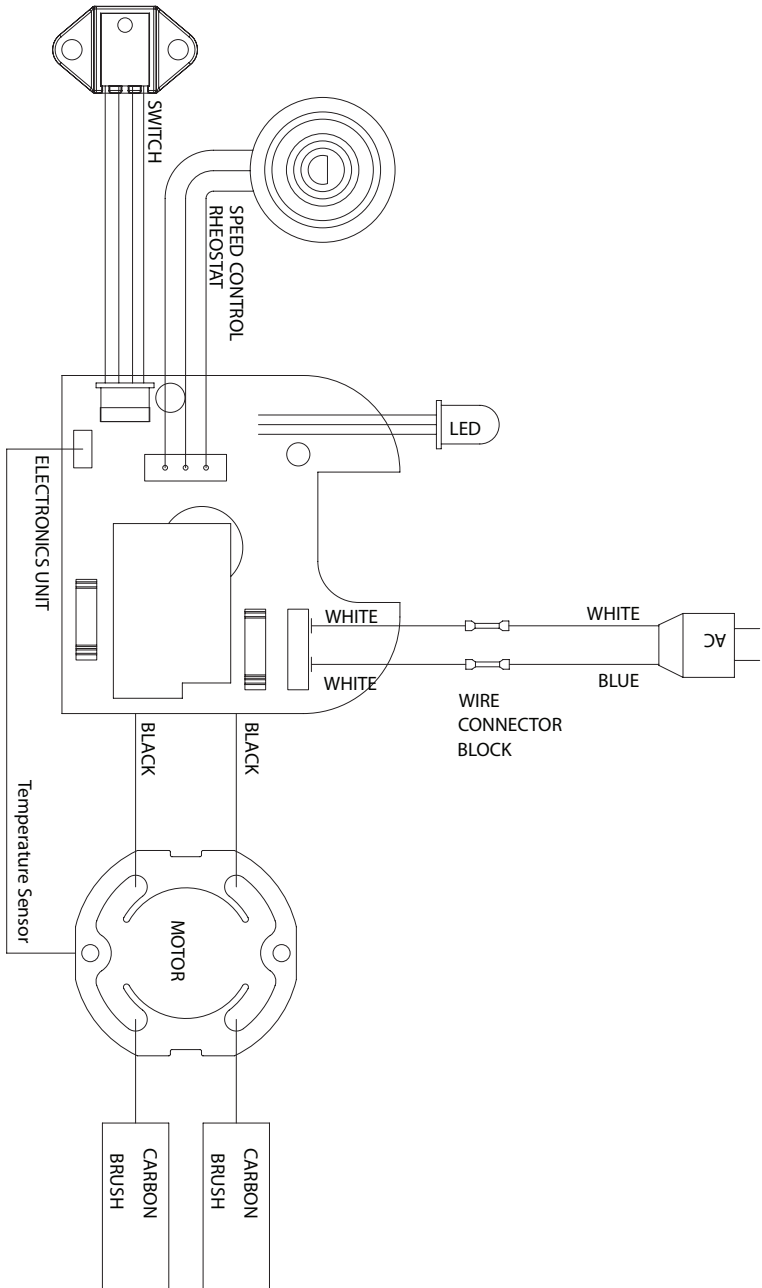 SWITCH
SPEED CONTROL
RHEOSTAT
LED
ELECTRONICS UNIT
WHITE
WHITE
AC
WHITE
BLUE
WIRE
CONNECTOR
BLOCK
BLACK
BLACK
Temperature Sensor
MOTOR
CARBON
BRUSH
CARBON
BRUSH